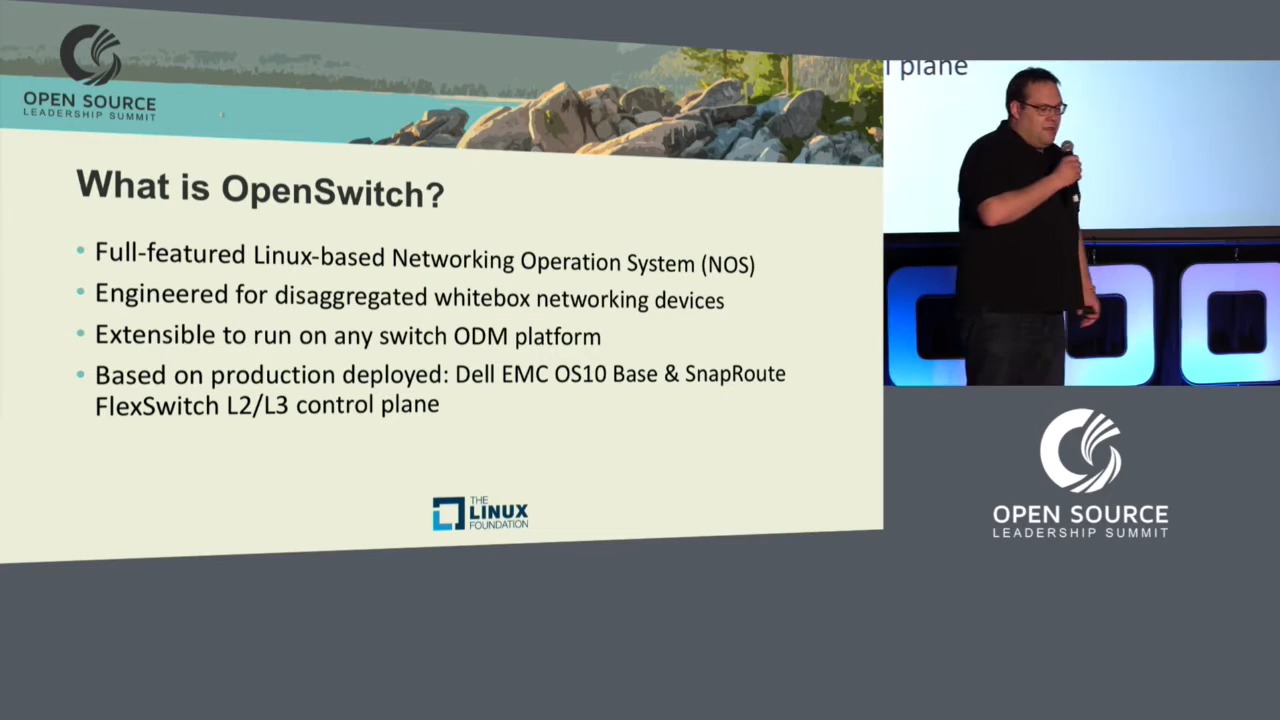 OPEN SOURCE
LEADERSHIP SUMMIT
What is OpenSwitch?
• Full-featured Linux-based Networking Operation System (NOS)
• Engineered for disaggregated whitebox networking devices
• Extensible to run on any switch ODM platform
• Based on production deployed: Dell EMC OS10 Base & SnapRoute
FlexSwitch L2/L3 control plane
THE
LINUX
FOUNDATION
plane
OPEN SOURCE
LEADERSHIP SUMMIT